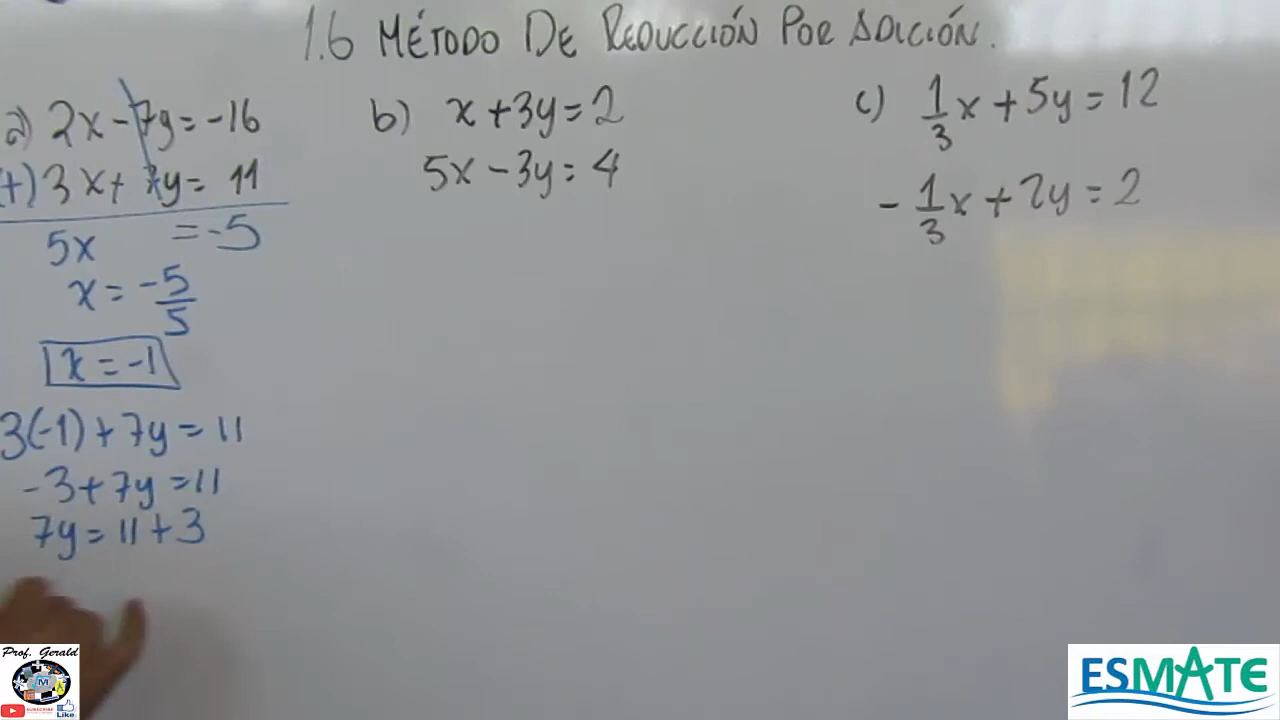 1.6 MÉTODO DE REDUCCIÓN POR ADICIÓN.
a) 2x - 7y = -16
(+) 3x + 7y = 11
5x = -5
x = -5/5
x = -1
3(-1) + 7y = 11
-3 + 7y = 11
7y = 11 + 3
b) x + 3y = 2
5x - 3y = 4
c) 1/3 x + 5y = 12
- 1/3 x + 2y = 2
Prof. Gerald
SUBSCRIBE
Like
ESMATE